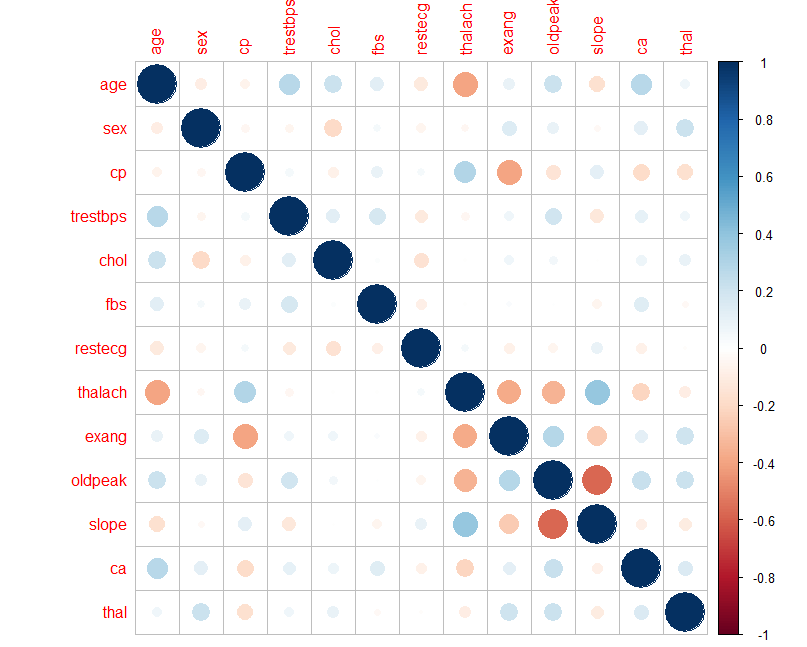 age sex cp trestbps chol fbs restecg thalach exang oldpeak slope ca thal
age
sex
cp
trestbps
chol
fbs
restecg
thalach
exang
oldpeak
slope
ca
thal
1
0.8
0.6
0.4
0.2
0
-0.2
-0.4
-0.6
-0.8
-1